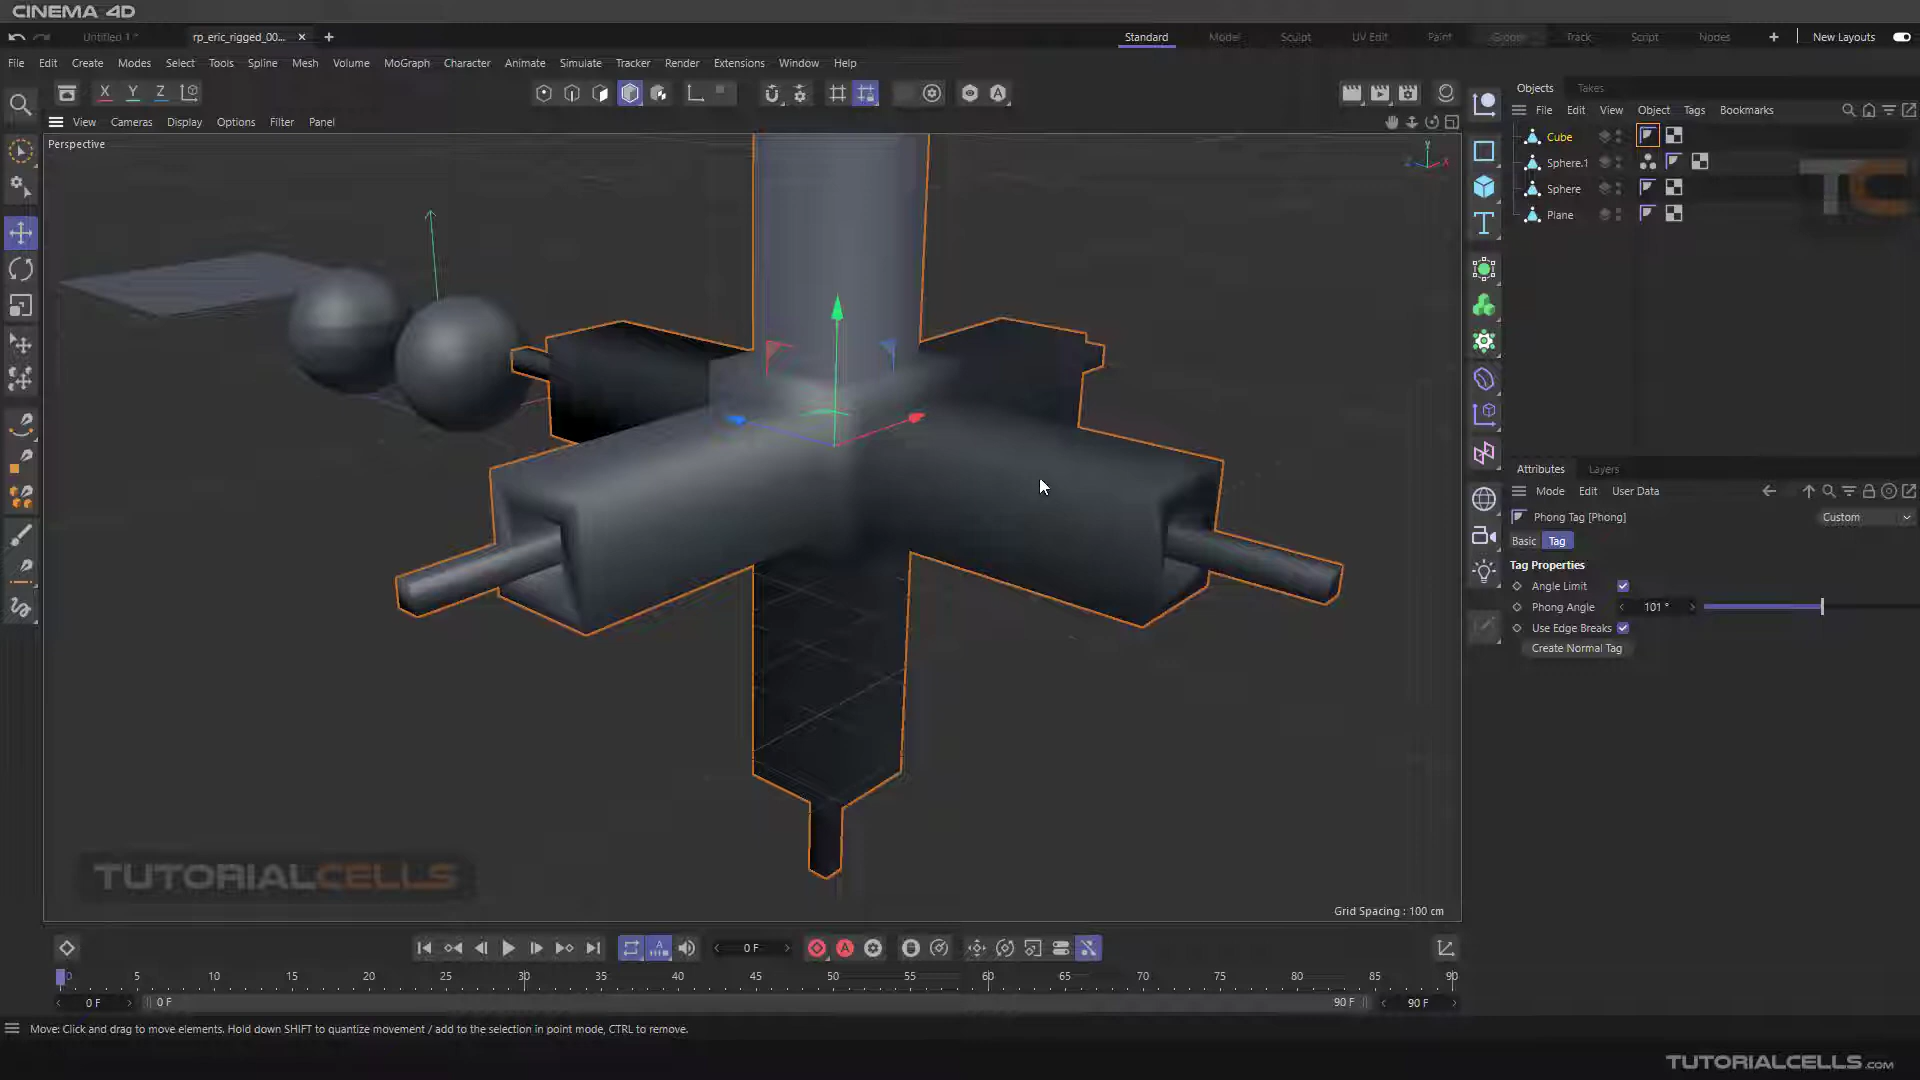 CINEMA 4D
Untitled 1 *
rp_eric_rigged_00...
Standard Model Sculpt UV Edit Paint Groom Track Script Nodes New Layouts
File Edit Create Modes Select Tools Spline Mesh Volume MoGraph Character Animate Simulate Tracker Render Extensions Window Help
X Y Z
View Cameras Display Options Filter Panel
Perspective
Y
X
Objects Takes
File Edit View Object Tags Bookmarks
Cube
Sphere.1
Sphere
Plane
TC
Attributes Layers
Mode Edit User Data
Phong Tag [Phong]
Custom
Basic Tag
Tag Properties
Angle Limit
Phong Angle 101 °
Use Edge Breaks
Create Normal Tag
TUTORIALCELLS
Grid Spacing : 100 cm
0 F
0 5 10 15 20 25 30 35 40 45 50 55 60 65 70 75 80 85 90
0 F 0 F 90 F 90 F
Move: Click and drag to move elements. Hold down SHIFT to quantize movement / add to the selection in point mode, CTRL to remove.
TUTORIALCELLS.com